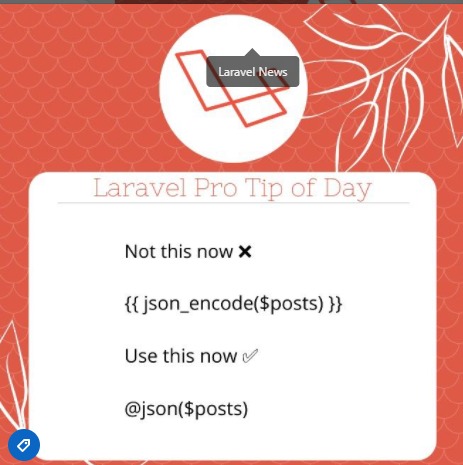 Laravel News
Laravel Pro Tip of Day
Not this now ❌
{{ json_encode($posts) }}
Use this now ✅
@json($posts)